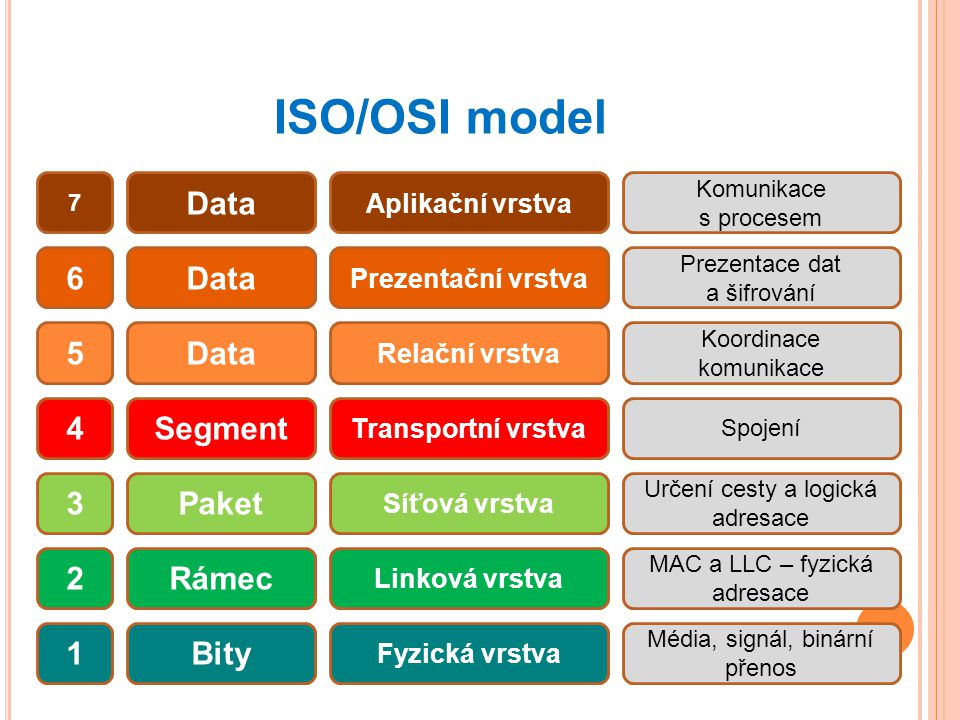 ISO/OSI model
7
Data
Aplikační vrstva
Komunikace
s procesem
6
Data
Prezentační vrstva
Prezentace dat
a šifrování
5
Data
Relační vrstva
Koordinace
komunikace
4
Segment
Transportní vrstva
Spojení
3
Paket
Síťová vrstva
Určení cesty a logická
adresace
2
Rámec
Linková vrstva
MAC a LLC – fyzická
adresace
1
Bity
Fyzická vrstva
Média, signál, binární
přenos